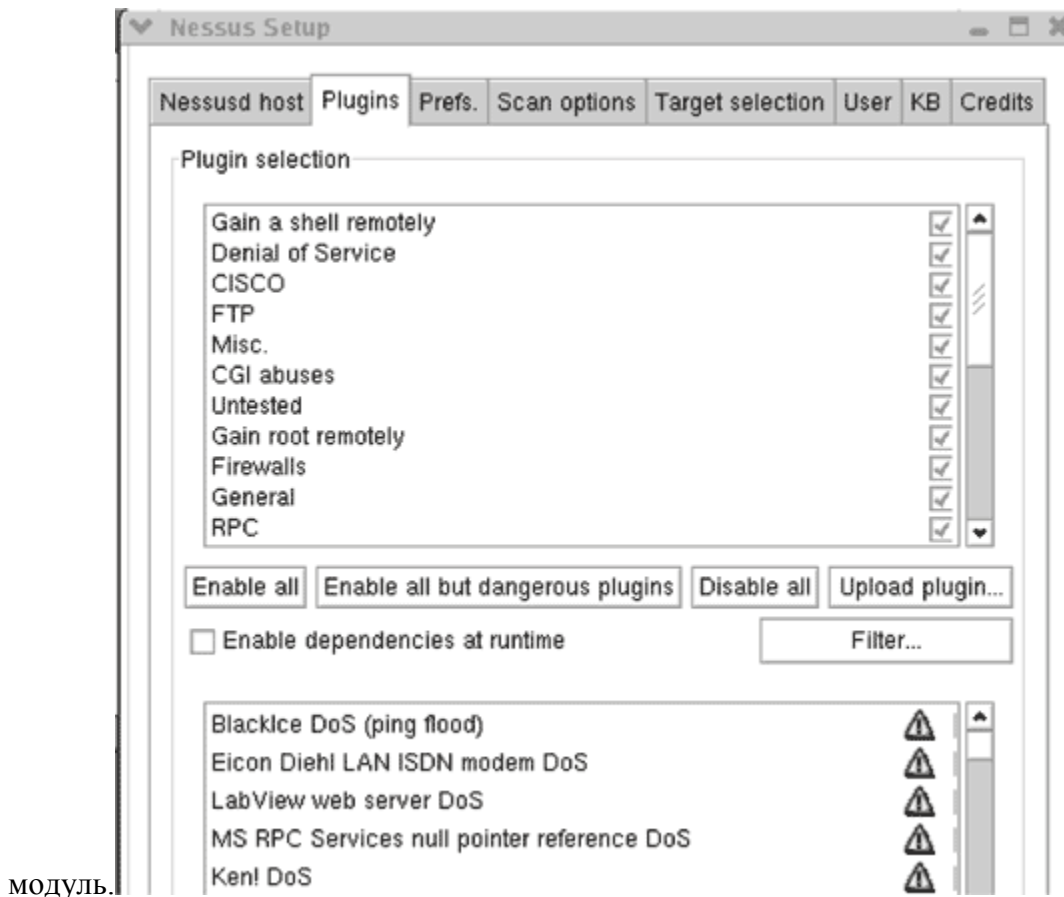 Nessus Setup
Nessusd host Plugins Prefs. Scan options Target selection User KB Credits
Plugin selection
Gain a shell remotely
Denial of Service
CISCO
FTP
Misc.
CGI abuses
Untested
Gain root remotely
Firewalls
General
RPC
Enable all Enable all but dangerous plugins Disable all Upload plugin...
Enable dependencies at runtime Filter...
BlackIce DoS (ping flood)
Eicon Diehl LAN ISDN modem DoS
LabView web server DoS
MS RPC Services null pointer reference DoS
Ken! DoS
модуль.